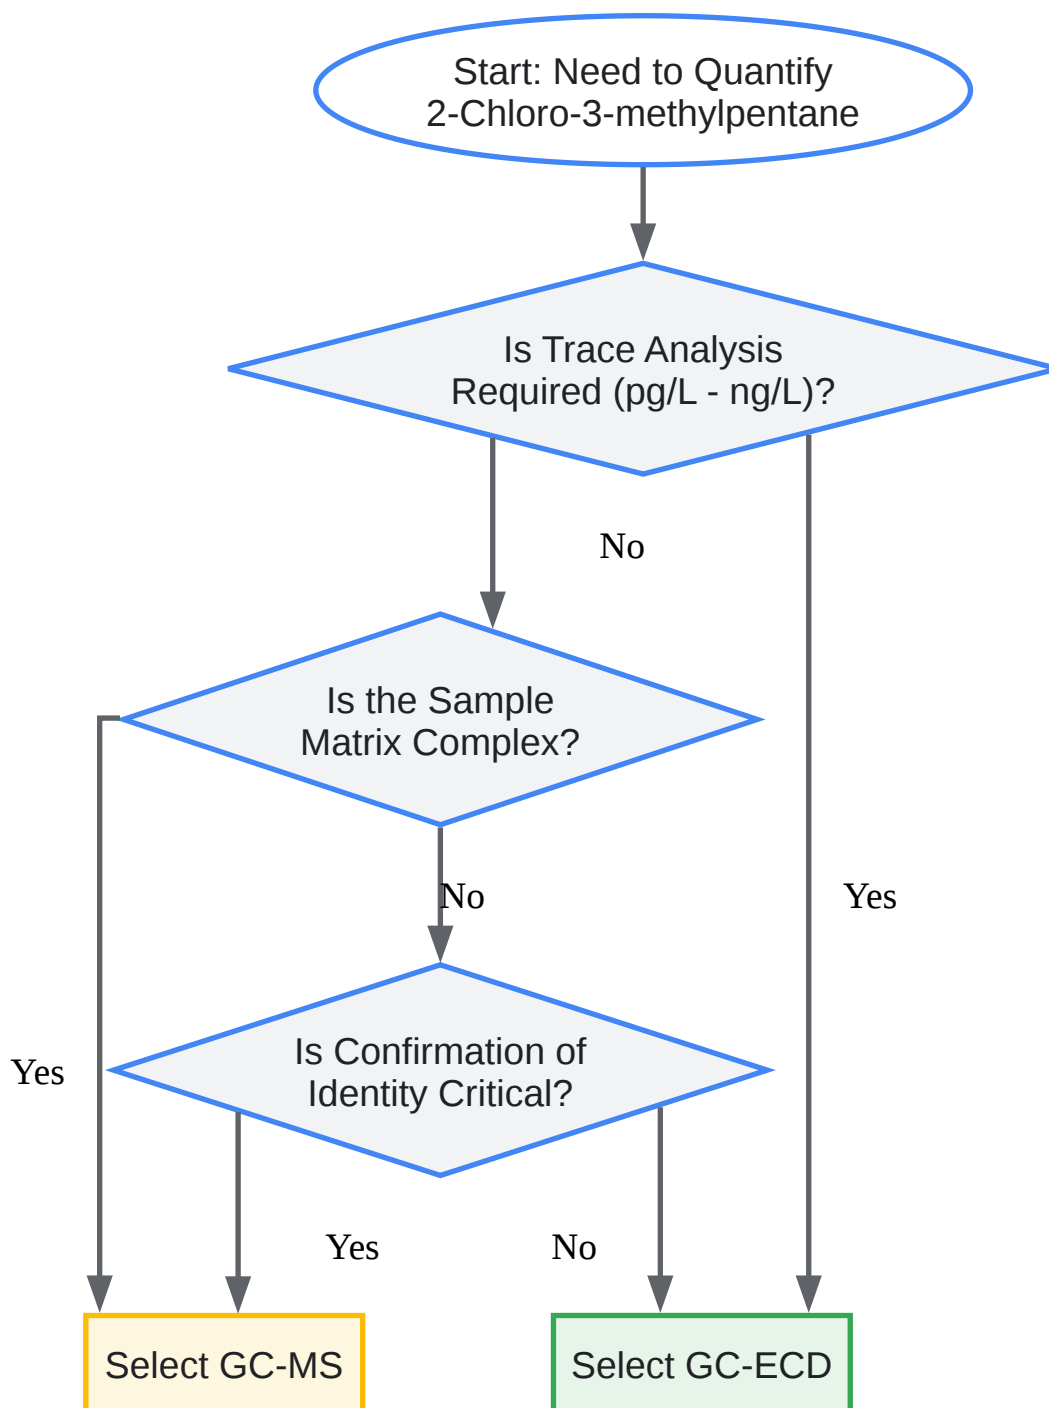 Start: Need to Quantify
2-Chloro-3-methylpentane
Is Trace Analysis
Required (pg/L - ng/L)?
No
Is the Sample
Matrix Complex?
No
Yes
Is Confirmation of
Identity Critical?
Yes
Yes
No
Select GC-MS
Select GC-ECD